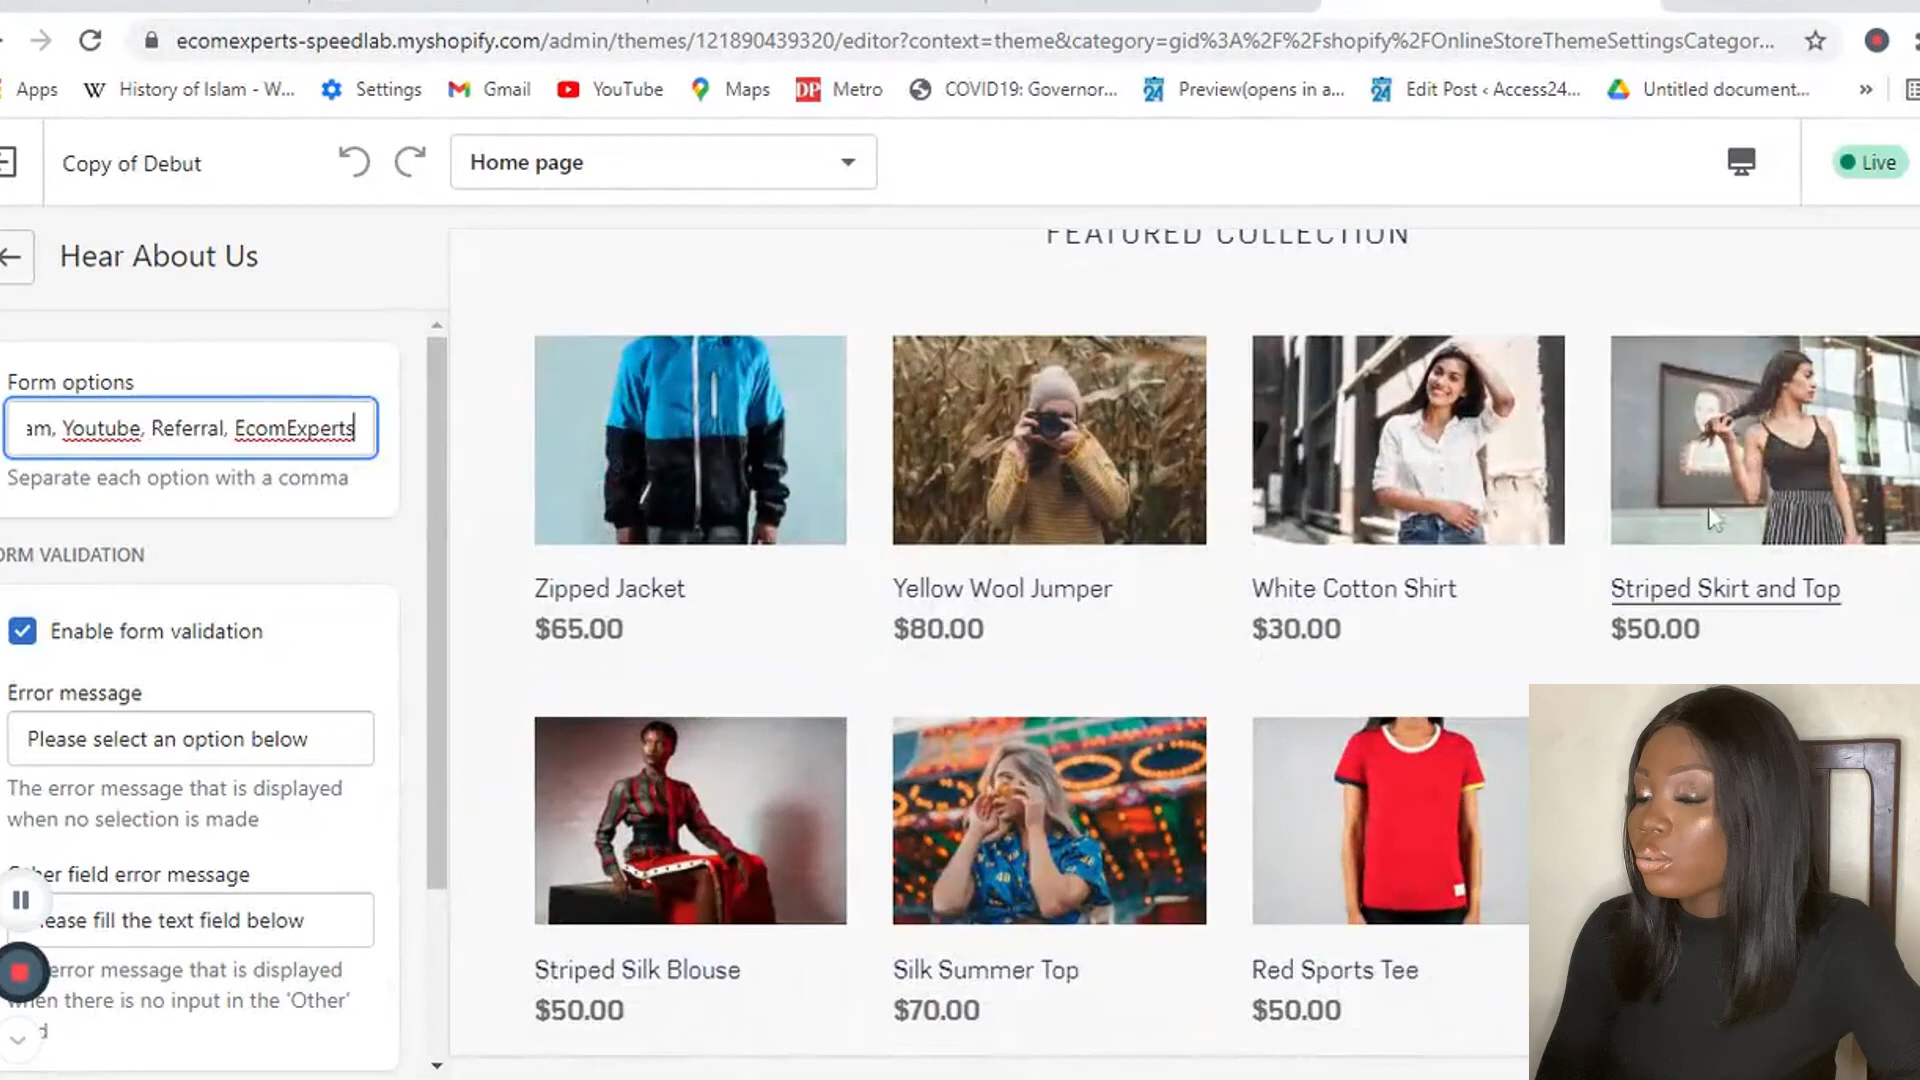 ecomexperts-speedlab.myshopify.com/admin/themes/121890439320/editor?context=theme&category=gid%3A%2F%2Fshopify%2FOnlineStoreThemeSettingsCategor...
Apps W History of Islam - W... Settings Gmail YouTube Maps DP Metro COVID19: Governor... 24 Preview(opens in a... 24 Edit Post ‹ Access24... Untitled document... »
Copy of Debut Home page Live
Hear About Us
FEATURED COLLECTION
Form options
am, Youtube, Referral, EcomExperts
Separate each option with a comma
ORM VALIDATION
Enable form validation
Zipped Jacket Yellow Wool Jumper White Cotton Shirt Striped Skirt and Top
$65.00 $80.00 $30.00 $50.00
Error message
Please select an option below
The error message that is displayed
when no selection is made
field error message
ease fill the text field below
Striped Silk Blouse Silk Summer Top Red Sports Tee
$50.00 $70.00 $50.00
error message that is displayed
when there is no input in the 'Other'